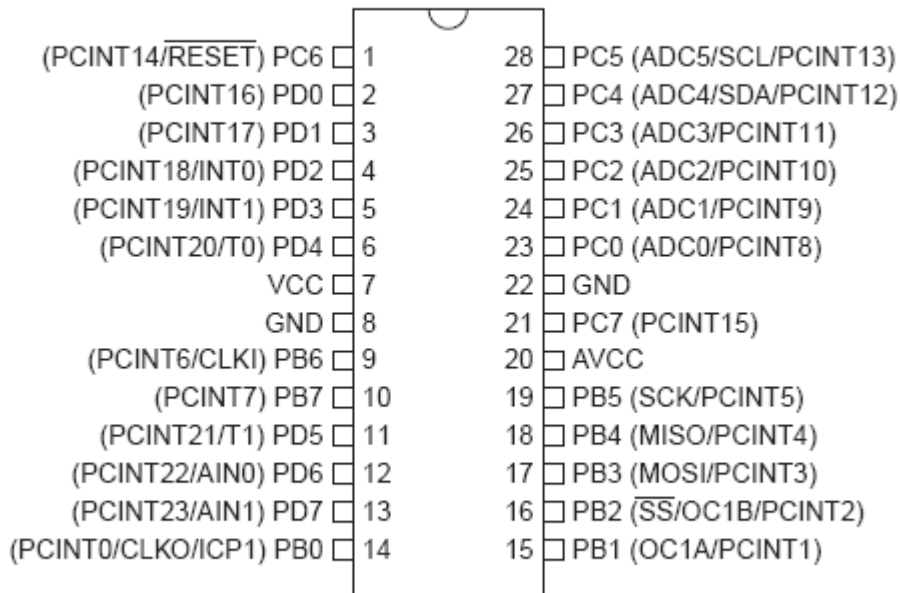 (PCINT14/RESET) PC6 1 28 PC5 (ADC5/SCL/PCINT13)
(PCINT16) PD0 2 27 PC4 (ADC4/SDA/PCINT12)
(PCINT17) PD1 3 26 PC3 (ADC3/PCINT11)
(PCINT18/INT0) PD2 4 25 PC2 (ADC2/PCINT10)
(PCINT19/INT1) PD3 5 24 PC1 (ADC1/PCINT9)
(PCINT20/T0) PD4 6 23 PC0 (ADC0/PCINT8)
VCC 7 22 GND
GND 8 21 PC7 (PCINT15)
(PCINT6/CLKI) PB6 9 20 AVCC
(PCINT7) PB7 10 19 PB5 (SCK/PCINT5)
(PCINT21/T1) PD5 11 18 PB4 (MISO/PCINT4)
(PCINT22/AIN0) PD6 12 17 PB3 (MOSI/PCINT3)
(PCINT23/AIN1) PD7 13 16 PB2 (SS/OC1B/PCINT2)
(PCINT0/CLKO/ICP1) PB0 14 15 PB1 (OC1A/PCINT1)